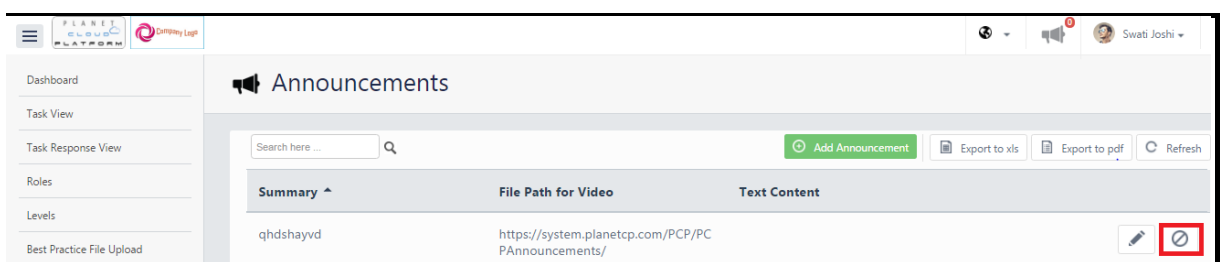 PLANET
CLOUD
PLATFORM
Company Logo
0
Swati Joshi
Dashboard
Task View
Task Response View
Roles
Levels
Best Practice File Upload
Announcements
Search here ...
Add Announcement
Export to xls
Export to pdf
Refresh
Summary
File Path for Video
Text Content
qhdshayvd
https://system.planetcp.com/PCP/PC
PAnnouncements/